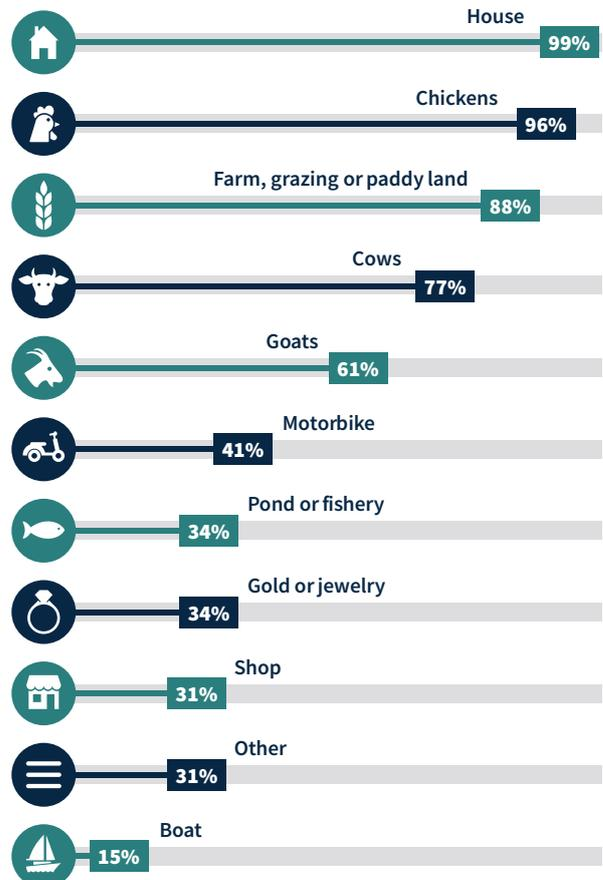 House
99%
Chickens
96%
Farm, grazing or paddy land
88%
Cows
77%
Goats
61%
Motorbike
41%
Pond or fishery
34%
Gold or jewelry
34%
Shop
31%
Other
31%
Boat
15%